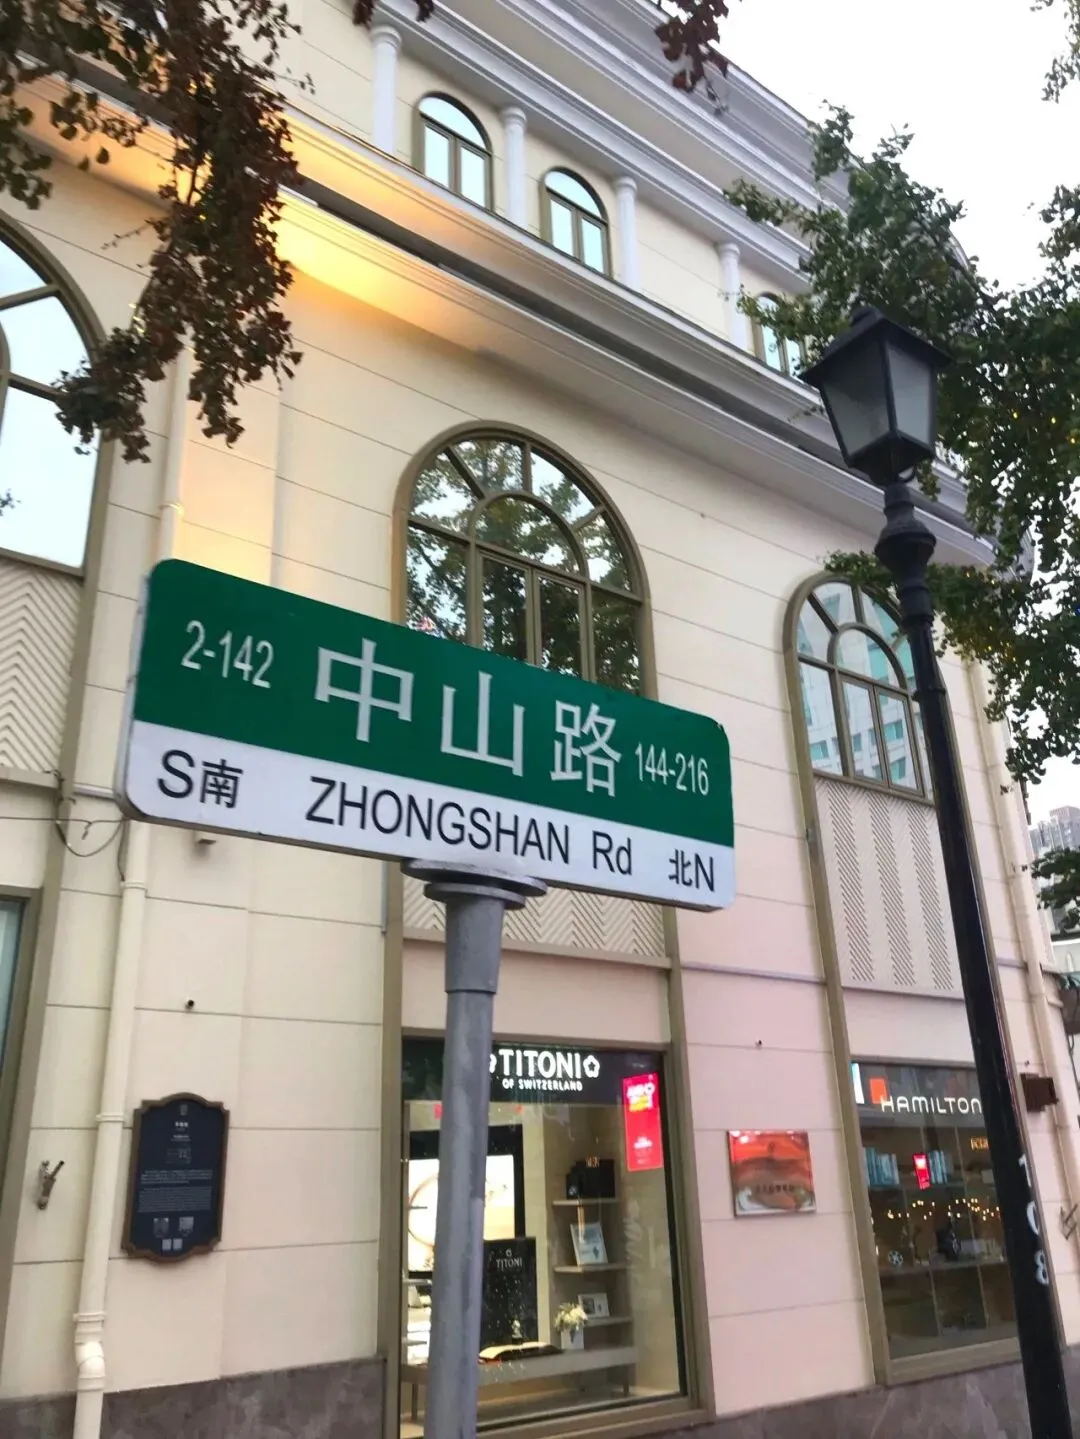 2-142 中山路 144-216
S南 ZHONGSHAN Rd 北N
TITONI
OF SWITZERLAND
HAMILTON
TITONI
108